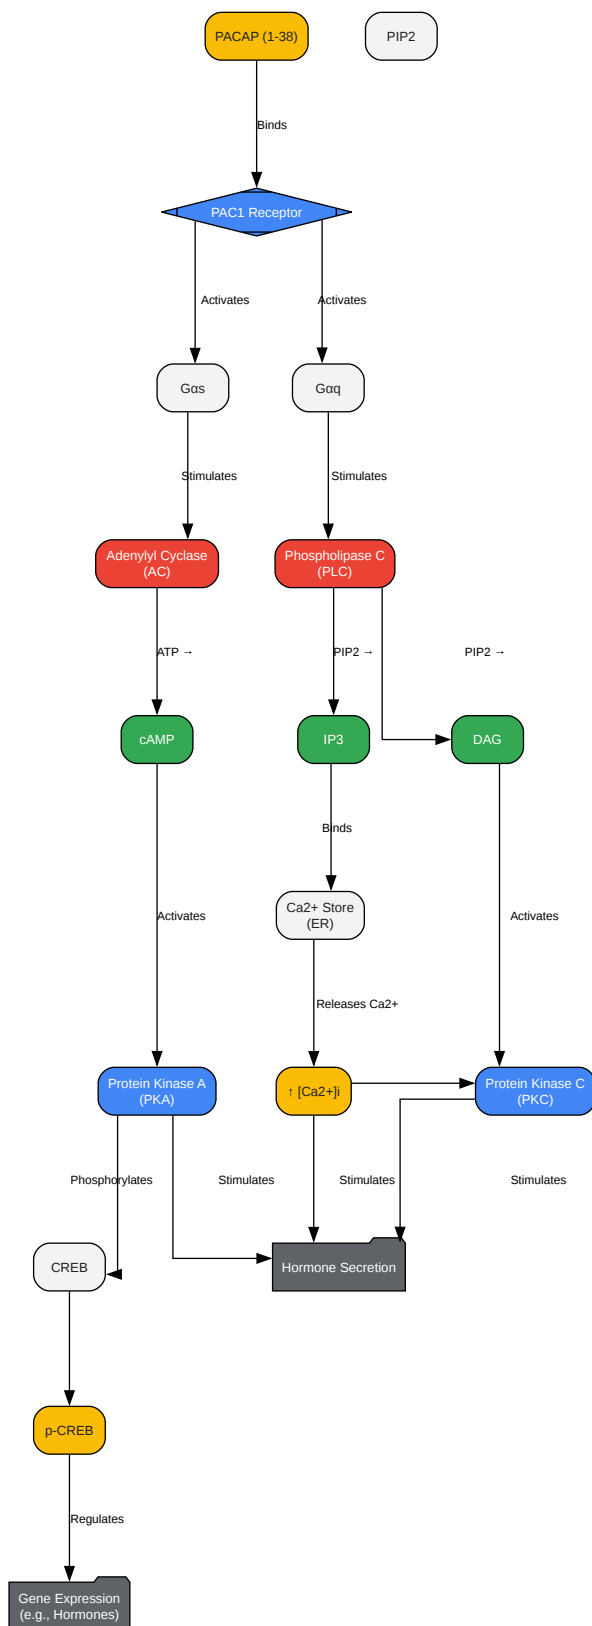 PACAP (1-38)
PIP2
Binds
PAC1 Receptor
Activates
Activates
Gαs
Gαq
Stimulates
Stimulates
Adenylyl Cyclase
(AC)
Phospholipase C
(PLC)
ATP →
PIP2 →
PIP2 →
cAMP
IP3
DAG
Binds
Ca2+ Store
(ER)
Activates
Activates
Releases Ca2+
Protein Kinase A
(PKA)
↑ [Ca2+]i
Protein Kinase C
(PKC)
Phosphorylates
Stimulates
Stimulates
Stimulates
CREB
Hormone Secretion
p-CREB
Regulates
Gene Expression
(e.g., Hormones)